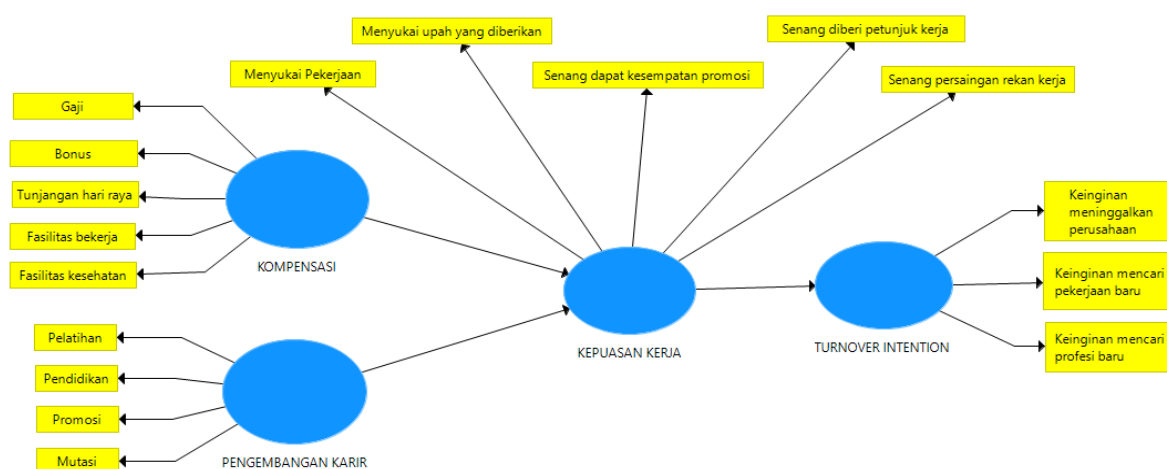 Menyukai upah yang diberikan
Senang diberi petunjuk kerja
Menyukai Pekerjaan
Senang dapat kesempatan promosi
Senang persaingan rekan kerja
Gaji
Bonus
Tunjangan hari raya
Fasilitas bekerja
Fasilitas kesehatan
KOMPENSASI
Pelatihan
Pendidikan
Promosi
Mutasi
PENGEMBANGAN KARIR
KEPUASAN KERJA
TURNOVER INTENTION
Keinginan
meninggalkan
perusahaan
Keinginan mencari
pekerjaan baru
Keinginan mencari
profesi baru